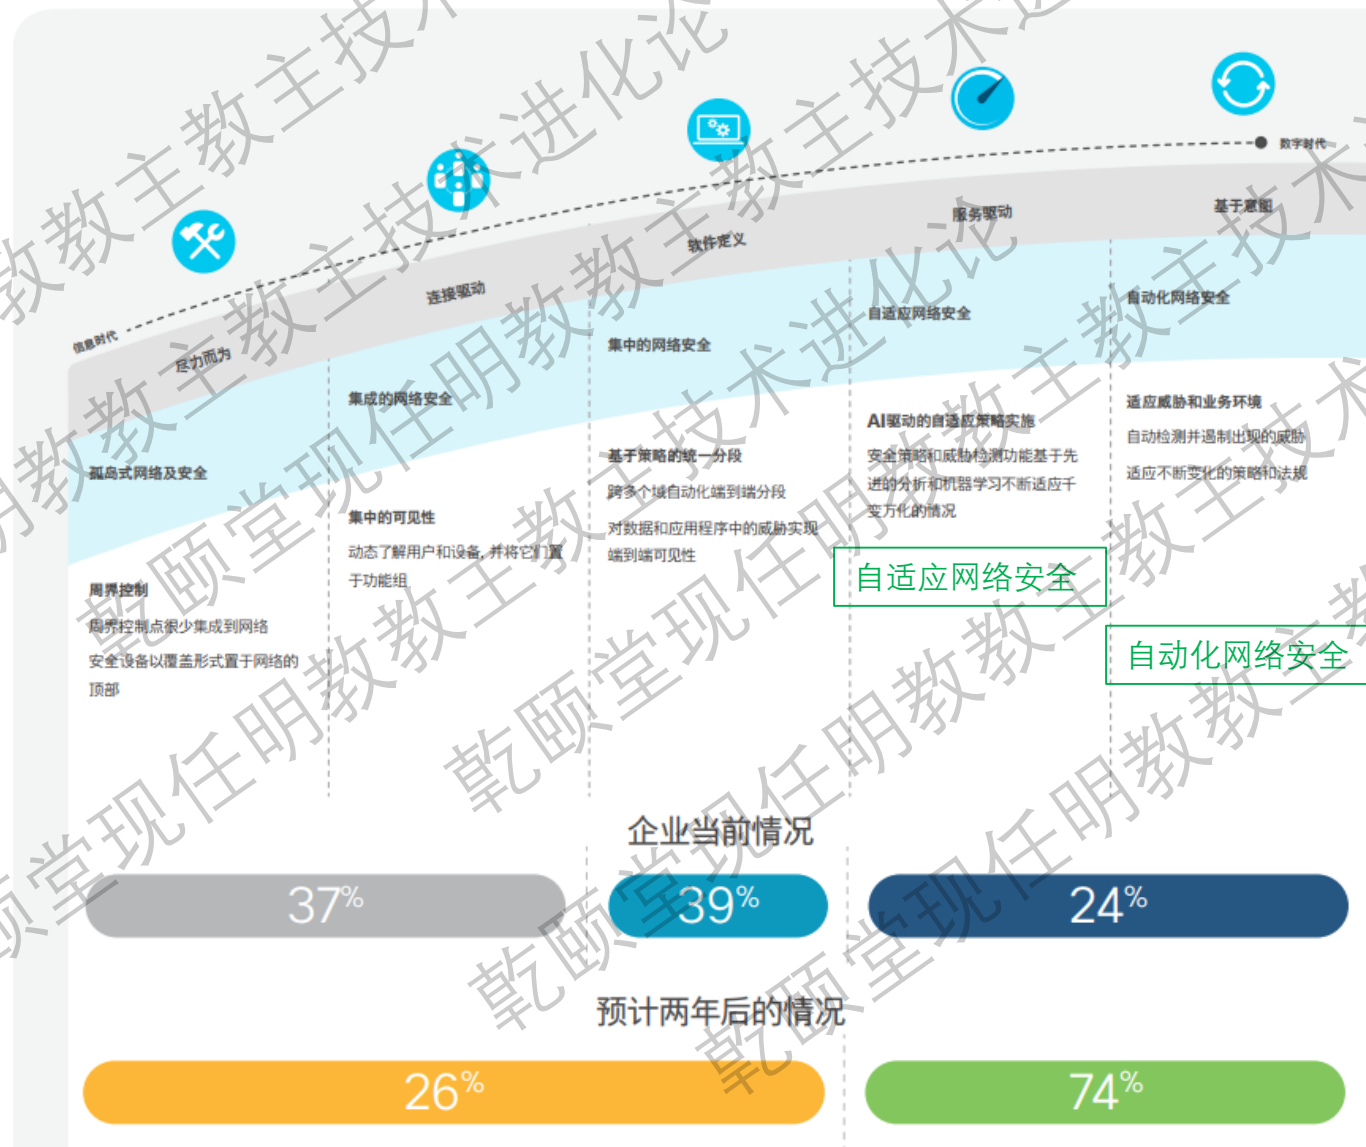 数字时代
信息时代
尽力而为
连接驱动
软件定义
服务驱动
基于意图
孤岛式网络及安全
集成的网络安全
集中的网络安全
自适应网络安全
自动化网络安全
周界控制
周界控制点很少集成到网络
安全设备以覆盖形式置于网络的
顶部
集中的可见性
动态了解用户和设备, 并将它们置
于功能组
基于策略的统一分段
跨多个域自动化端到端分段
对数据和应用程序中的威胁实现
端到端可见性
AI驱动的自适应策略实施
安全策略和威胁检测功能基于先
进的分析和机器学习不断适应千
变万化的情况
适应威胁和业务环境
自动检测并遏制出现的威胁
适应不断变化的策略和法规
自适应网络安全
自动化网络安全
企业当前情况
37%
39%
24%
预计两年后的情况
26%
74%
乾颐堂现任明教教主技术进化论